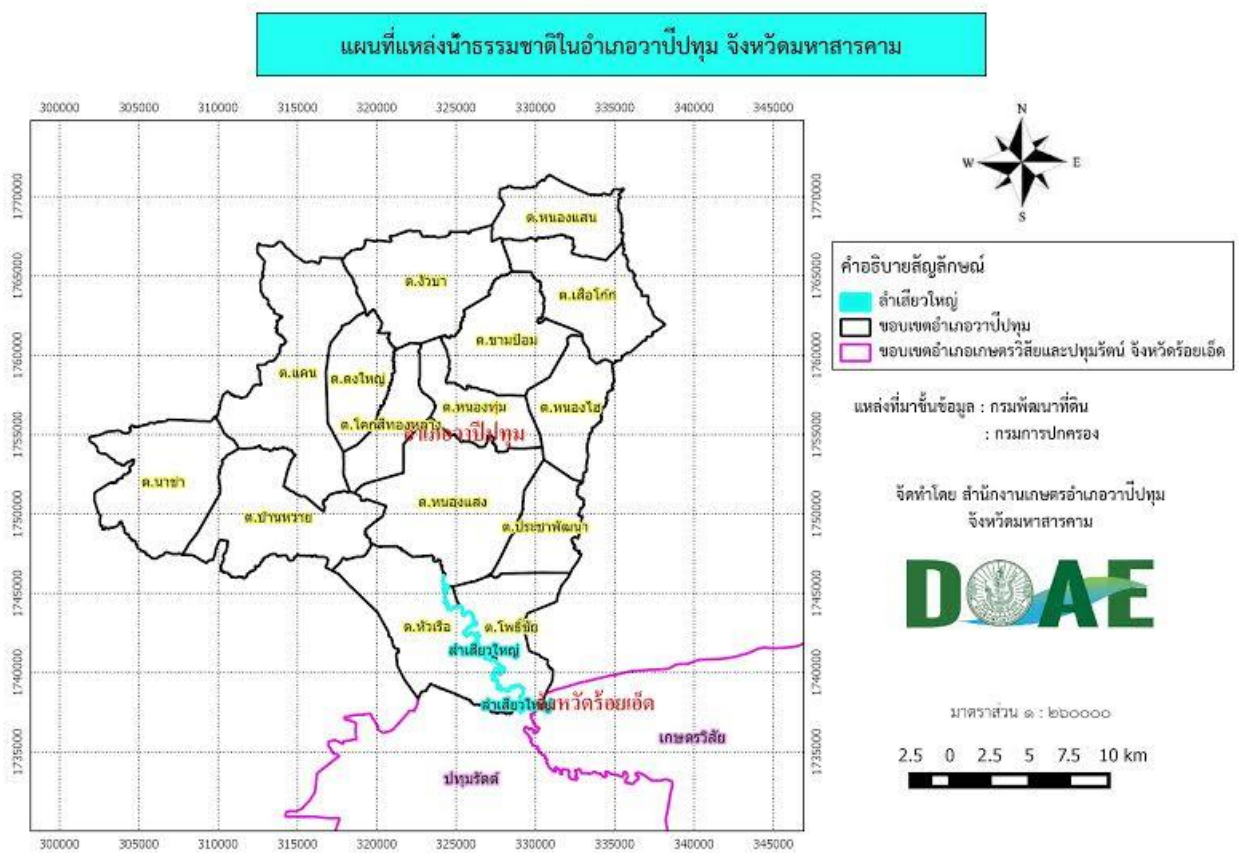 แผนที่แหล่งน้ำธรรมชาติในอำเภอวาปีปทุม จังหวัดมหาสารคาม
300000 305000 310000 315000 320000 325000 330000 335000 340000 345000
N
W E
S
1770000 1770000
ต.หนองแสน
คำอธิบายสัญลักษณ์
1765000 1765000
ต.งัวบา
ต.เสือโก้ก
ลำเสียวใหญ่
ขอบเขตอำเภอวาปีปทุม
ขอบเขตอำเภอเกษตรวิสัยและปทุมรัตน์ จังหวัดร้อยเอ็ด
1760000 1760000
ต.ขามป้อม
ต.แคน
ต.ดงใหญ่
ต.หนองทุ่ม
ต.หนองไฮ
ต.โคกสีทองหลาง
อำเภอวาปีปทุม
แหล่งที่มาชั้นข้อมูล : กรมพัฒนาที่ดิน
: กรมการปกครอง
1755000 1755000
ต.นาข่า
ต.หนองแสง
ต.บ้านหวาย
ต.ประชาพัฒนา
จัดทำโดย สำนักงานเกษตรอำเภอวาปีปทุม
จังหวัดมหาสารคาม
1750000 1750000
DOAE
1745000 1745000
ต.หัวเรือ
ต.โพธิ์ชัย
ลำเสียวใหญ่
1740000 1740000
ลำเสียวใหญ่
จังหวัดร้อยเอ็ด
มาตราส่วน ๑ : ๒๖๐๐๐๐
เกษตรวิสัย
1735000 1735000
ปทุมรัตต์
2.5 0 2.5 5 7.5 10 km
300000 305000 310000 315000 320000 325000 330000 335000 340000 345000